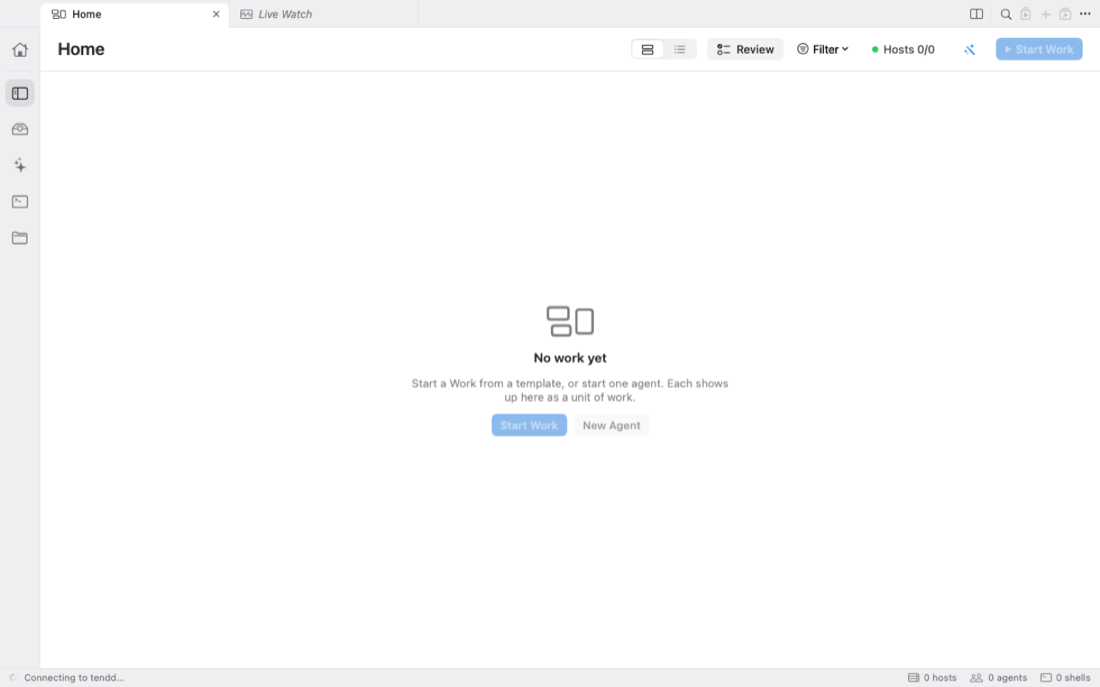 Home
Live Watch
Home
Review
Filter
Hosts 0/0
Start Work
No work yet
Start a Work from a template, or start one agent. Each shows
up here as a unit of work.
Start Work
New Agent
Connecting to tendd...
0 hosts
0 agents
0 shells